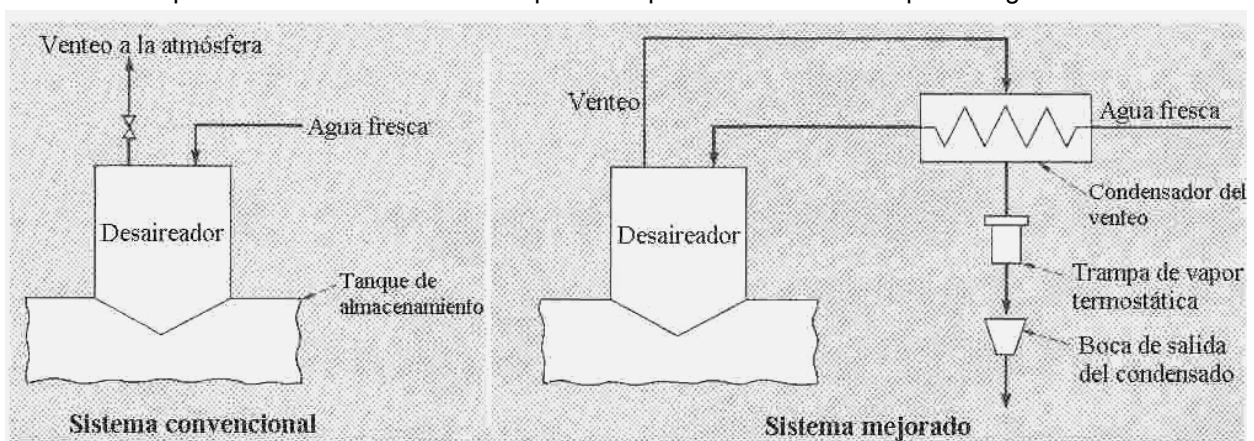 Venteo a la atmósfera
Agua fresca
Desaireador
Tanque de
almacenamiento
Sistema convencional
Venteo
Agua fresca
Condensador del
venteo
Desaireador
Trampa de vapor
termostática
Boca de salida
del condensado
Sistema mejorado